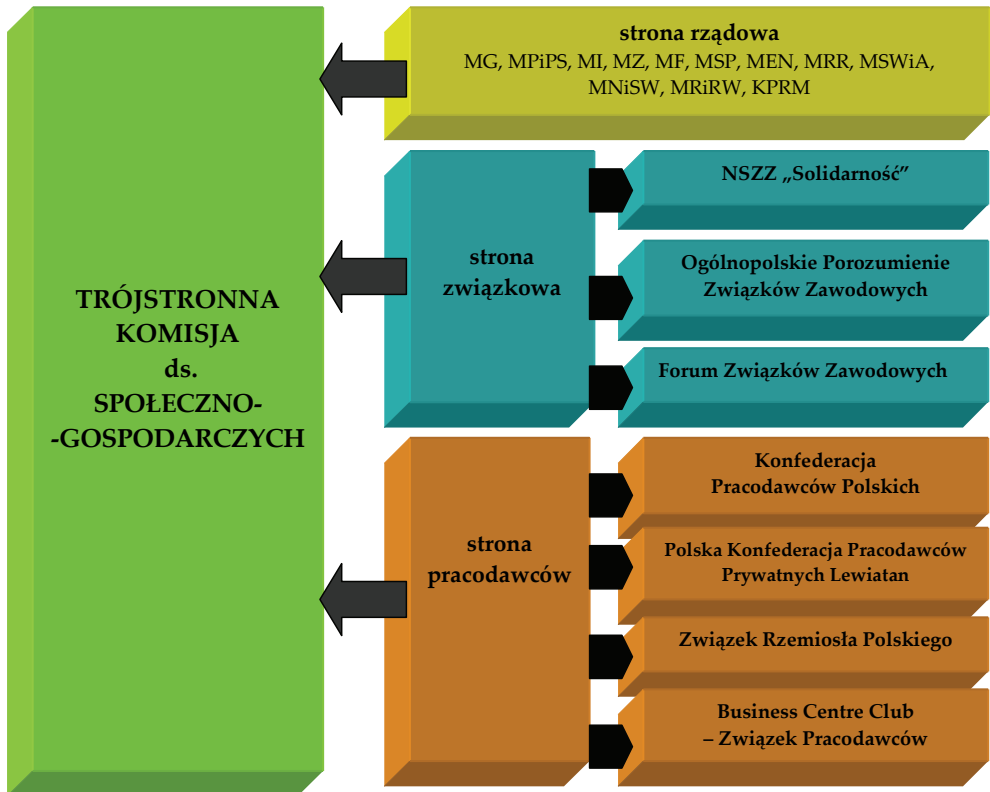 TRÓJSTRONNA
KOMISJA
ds.
SPOŁECZNO-
-GOSPODARCZYCH
strona rządowa
MG, MPiPS, MI, MZ, MF, MSP, MEN, MRR, MSWiA,
MNiSW, MRiRW, KPRM
strona
związkowa
NSZZ „Solidarność”
Ogólnopolskie Porozumienie
Związków Zawodowych
Forum Związków Zawodowych
strona
pracodawców
Konfederacja
Pracodawców Polskich
Polska Konfederacja Pracodawców
Prywatnych Lewiatan
Związek Rzemiosła Polskiego
Business Centre Club
– Związek Pracodawców